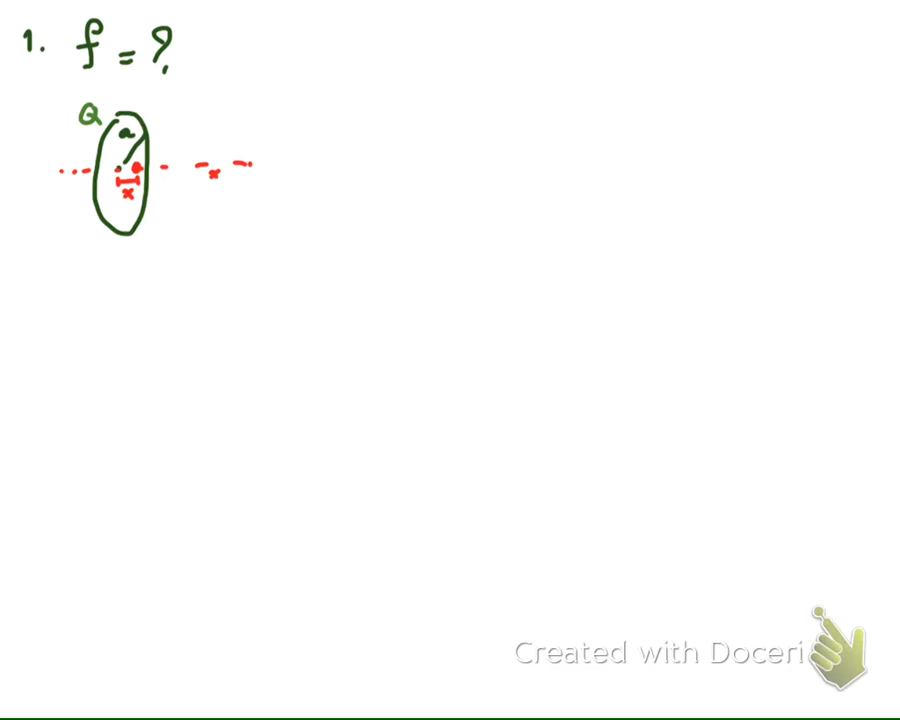 1. f = ?
Q
a
x
x
Created with Doceri